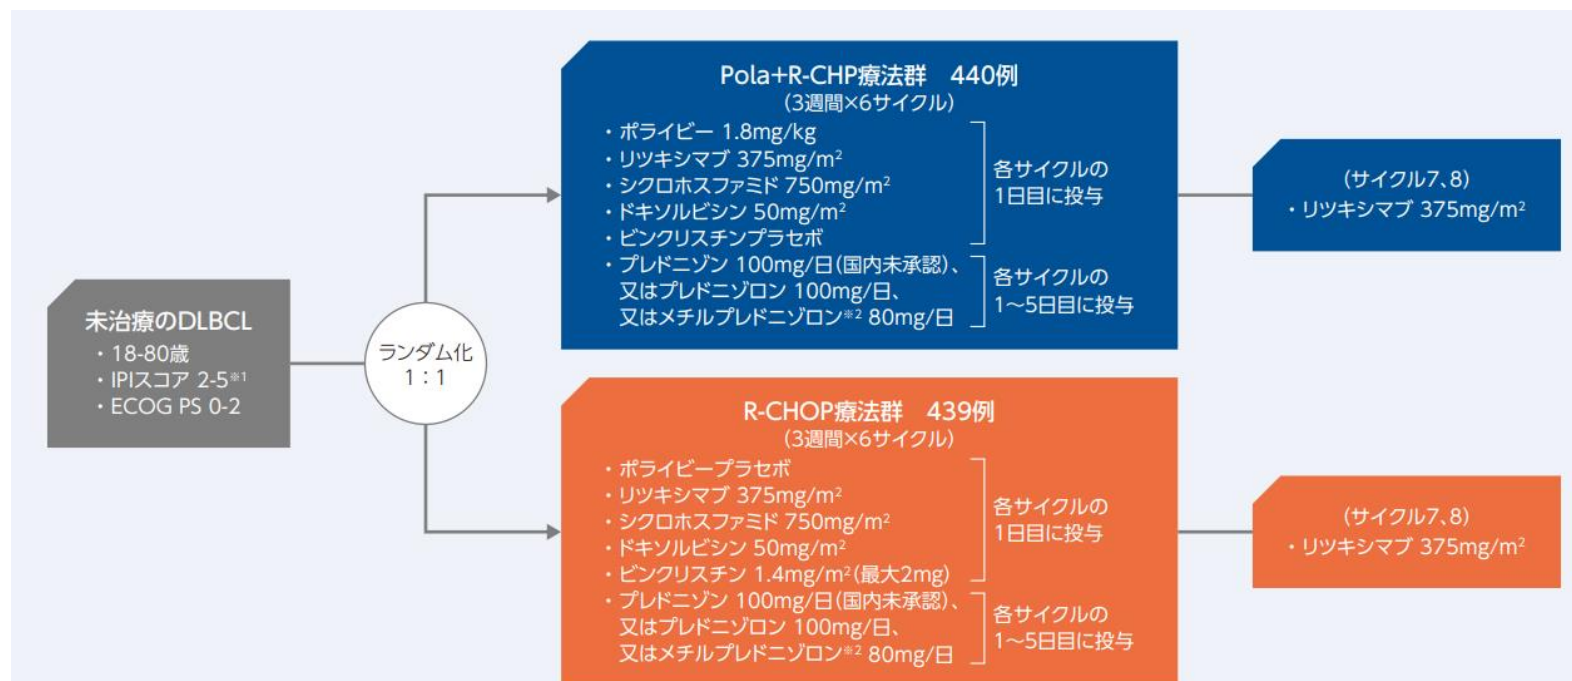 未治療のDLBCL
・18-80歳
・IPIスコア 2-5※1
・ECOG PS 0-2
ランダム化
1：1
Pola+R-CHP療法群　440例
（3週間×6サイクル）
・ポライビー 1.8mg/kg
・リツキシマブ 375mg/m²
・シクロホスファミド 750mg/m²
・ドキソルビシン 50mg/m²
・ビンクリスチンプラセボ
各サイクルの
1日目に投与
・プレドニゾン 100mg/日（国内未承認）、
又はプレドニゾロン 100mg/日、
又はメチルプレドニゾロン※2 80mg/日
各サイクルの
1～5日目に投与
（サイクル7、8）
・リツキシマブ 375mg/m²
R-CHOP療法群　439例
（3週間×6サイクル）
・ポライビープラセボ
・リツキシマブ 375mg/m²
・シクロホスファミド 750mg/m²
・ドキソルビシン 50mg/m²
・ビンクリスチン 1.4mg/m²（最大2mg）
各サイクルの
1日目に投与
・プレドニゾン 100mg/日（国内未承認）、
又はプレドニゾロン 100mg/日、
又はメチルプレドニゾロン※2 80mg/日
各サイクルの
1～5日目に投与
（サイクル7、8）
・リツキシマブ 375mg/m²